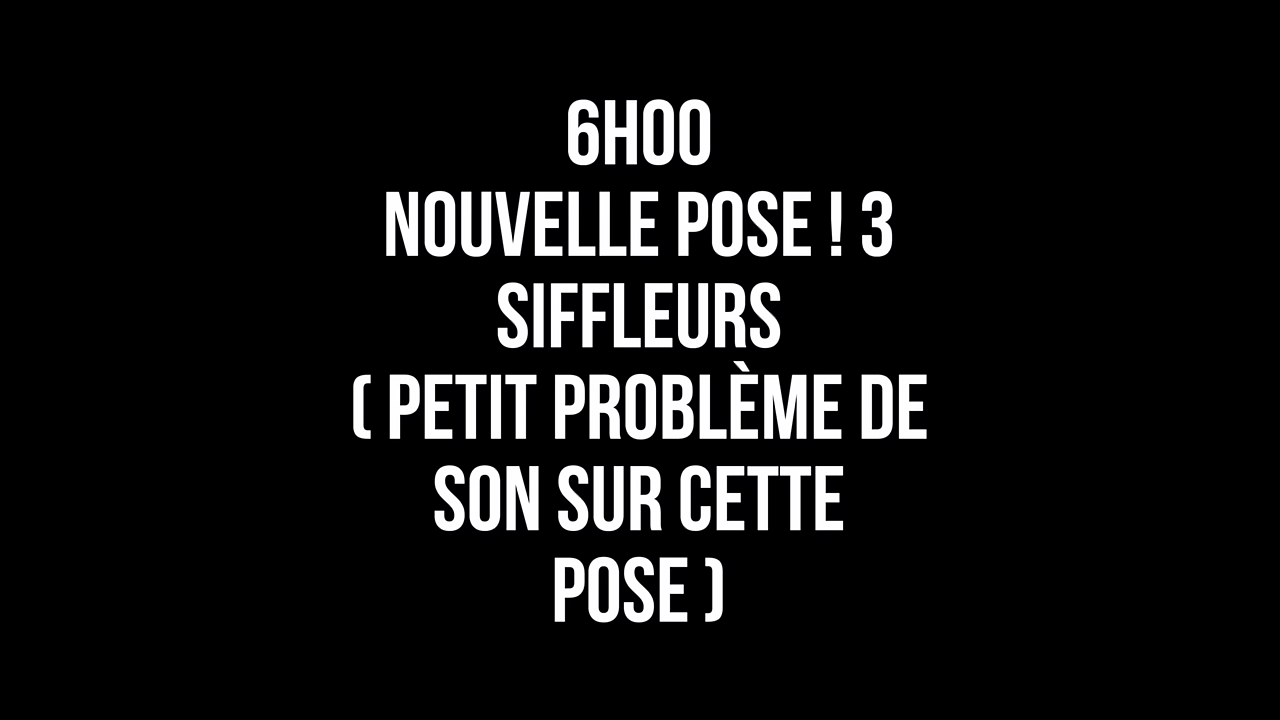 6H00
NOUVELLE POSE ! 3
SIFFLEURS
( PETIT PROBLÈME DE
SON SUR CETTE
POSE )